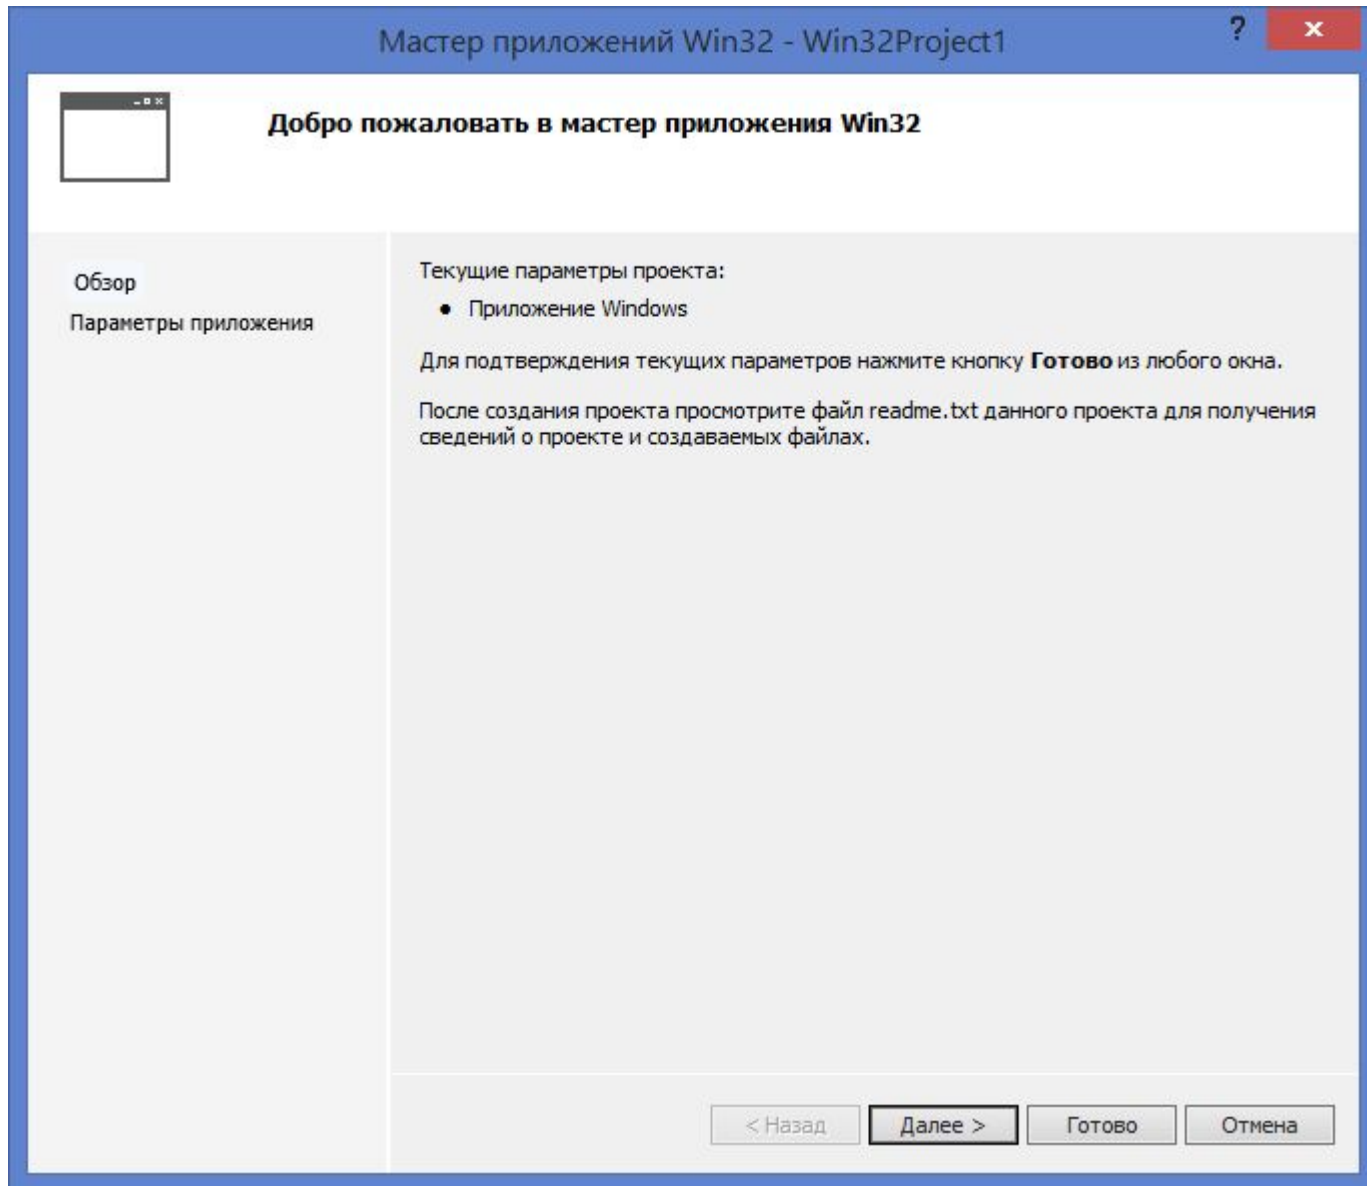 Мастер приложений Win32 - Win32Project1
?
Добро пожаловать в мастер приложения Win32
Обзор
Параметры приложения
Текущие параметры проекта:
• Приложение Windows
Для подтверждения текущих параметров нажмите кнопку Готово из любого окна.
После создания проекта просмотрите файл readme.txt данного проекта для получения
сведений о проекте и создаваемых файлах.
< Назад
Далее >
Готово
Отмена